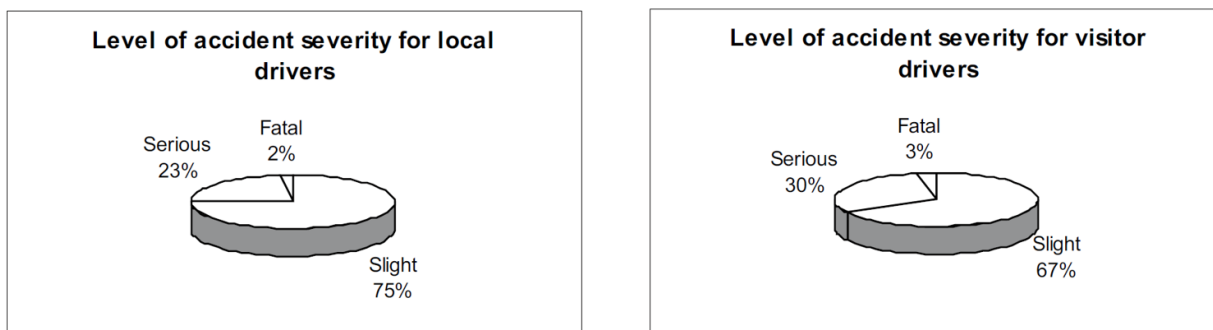 Level of accident severity for local
drivers
Fatal
2%
Serious
23%
Slight
75%
Level of accident severity for visitor
drivers
Fatal
3%
Serious
30%
Slight
67%